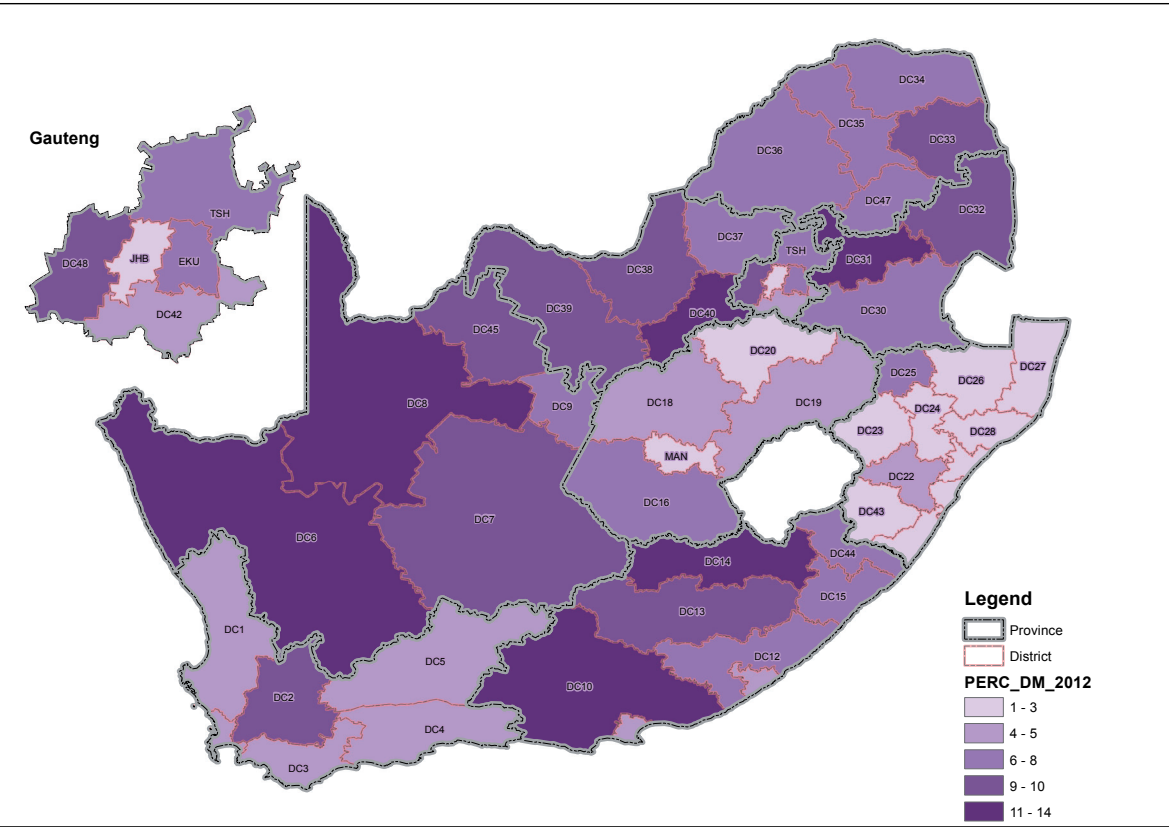 Gauteng
TSH
DC48
JHB
EKU
DC42
DC34
DC35
DC33
DC36
DC47
DC32
DC37
TSH
DC38
DC31
DC39
DC40
DC30
DC45
DC20
DC27
DC25
DC26
DC9
DC8
DC18
DC19
DC24
DC23
DC28
MAN
DC22
DC16
DC43
DC7
DC6
DC14
DC44
DC15
DC13
DC1
DC12
DC5
DC10
DC2
DC4
DC3
Legend
Province
District
PERC_DM_2012
1 - 3
4 - 5
6 - 8
9 - 10
11 - 14